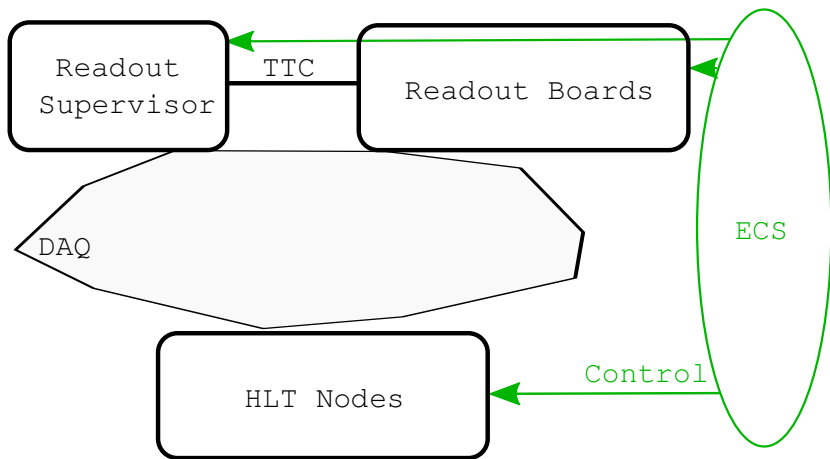 Readout
Supervisor
TTC
Readout Boards
ECS
DAQ
Control
HLT Nodes